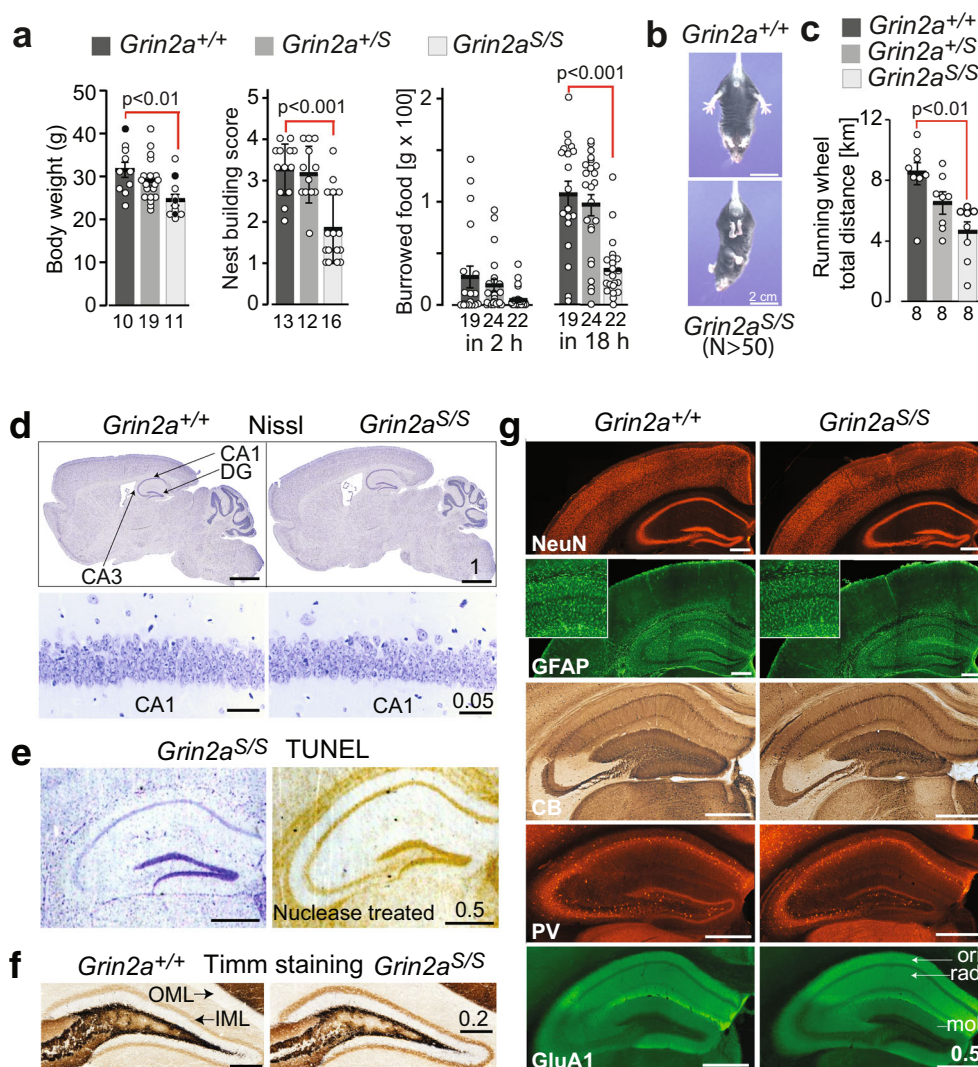 a
Grin2a+/+ Grin2a+/S Grin2aS/S
Body weight (g)
50
40
30
20
10
0
p<0.01
10 19 11
Nest building score
5
4
3
2
1
0
p<0.001
13 12 16
Burrowed food [g x 100]
2
1
0
p<0.001
19 24 22 19 24 22
in 2 h in 18 h
b
Grin2a+/+
2 cm
Grin2aS/S
(N>50)
c
Grin2a+/+
Grin2a+/S
Grin2aS/S
p<0.01
Running wheel
total distance [km]
12
8
4
0
8 8 8
d
Grin2a+/+ Nissl Grin2aS/S
CA1
DG
CA3
1
CA1 CA1 0.05
e
Grin2aS/S TUNEL
Nuclease treated 0.5
f
Grin2a+/+ Timm staining Grin2aS/S
OML
IML
0.2
g
Grin2a+/+ Grin2aS/S
NeuN
GFAP
CB
PV
ori
rad
mo
GluA1 0.5